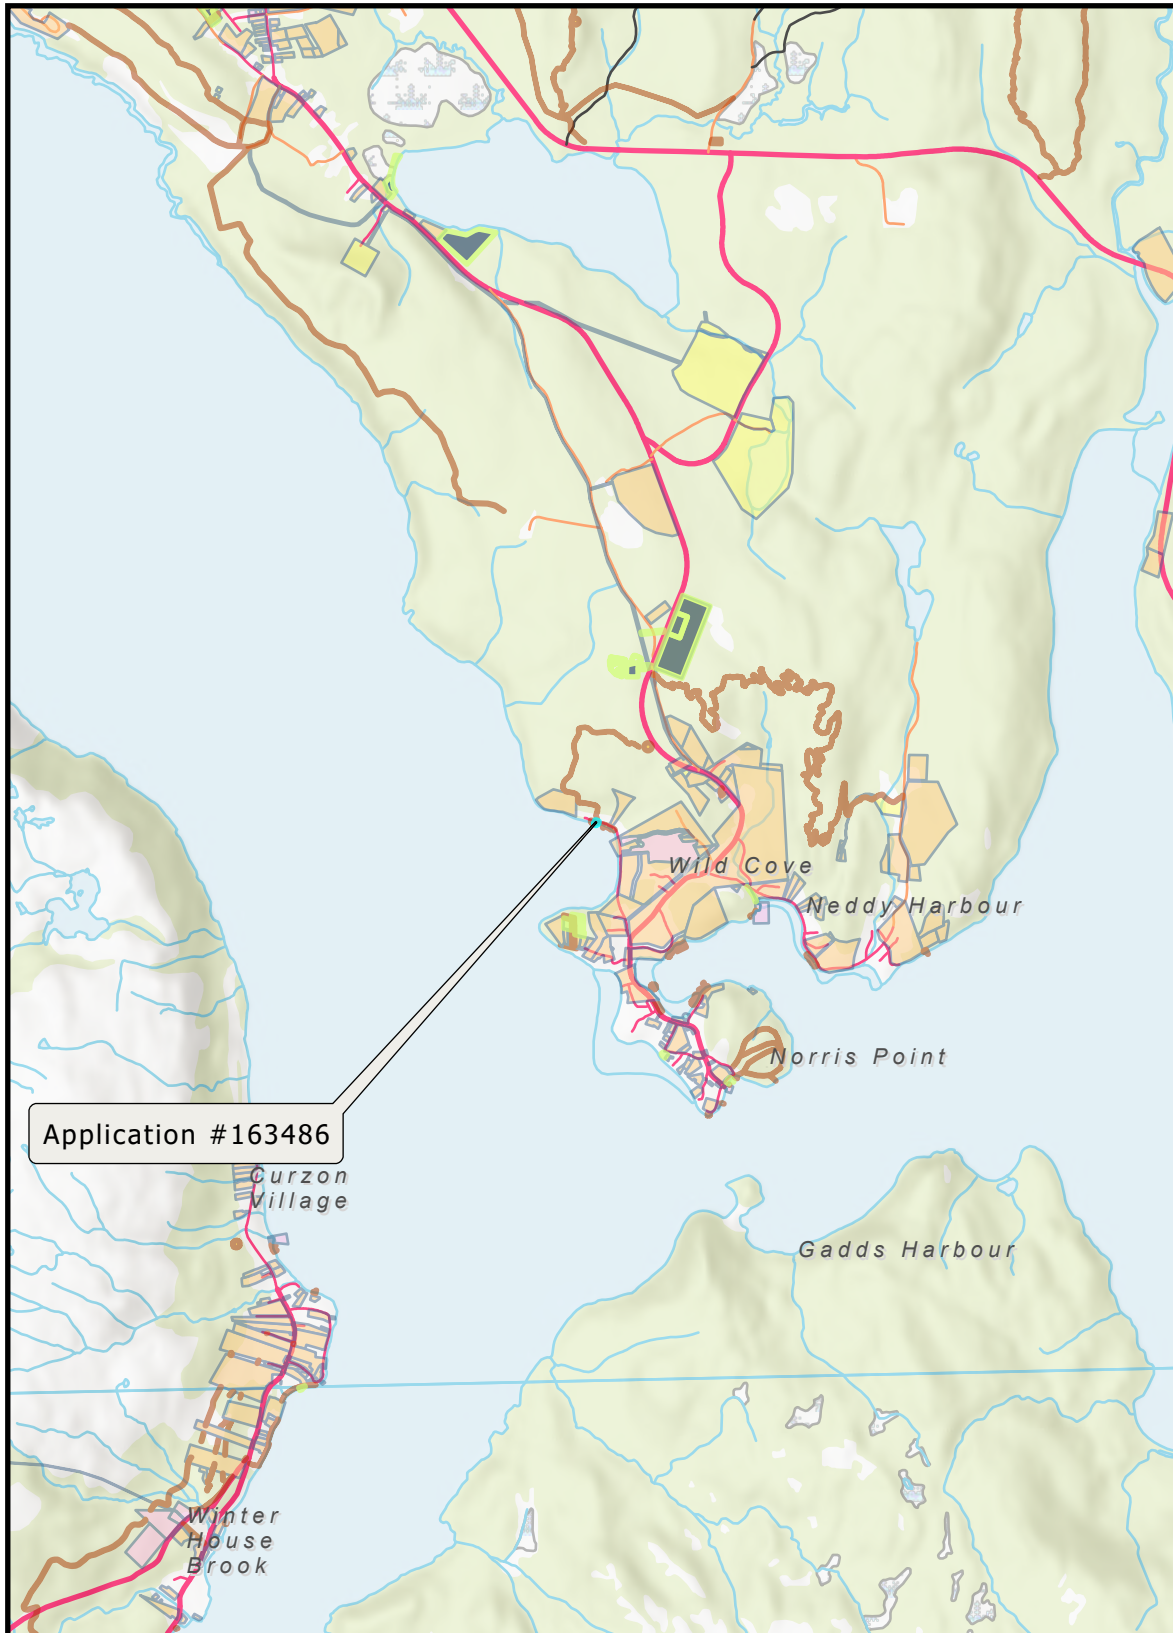 Wild Cove
Neddy Harbour
Norris Point
Application #163486
Curzon
Village
Gadds Harbour
Winter
House
Brook